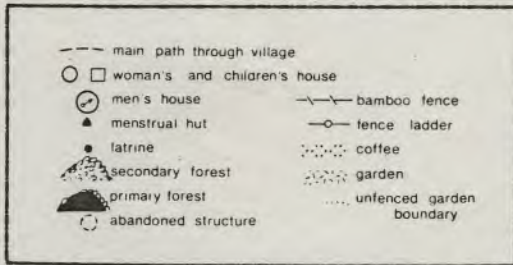 main path through village
woman's and children's house
men's house
menstrual hut
latrine
secondary forest
primary forest
abandoned structure
bamboo fence
fence ladder
coffee
garden
unfenced garden
boundary